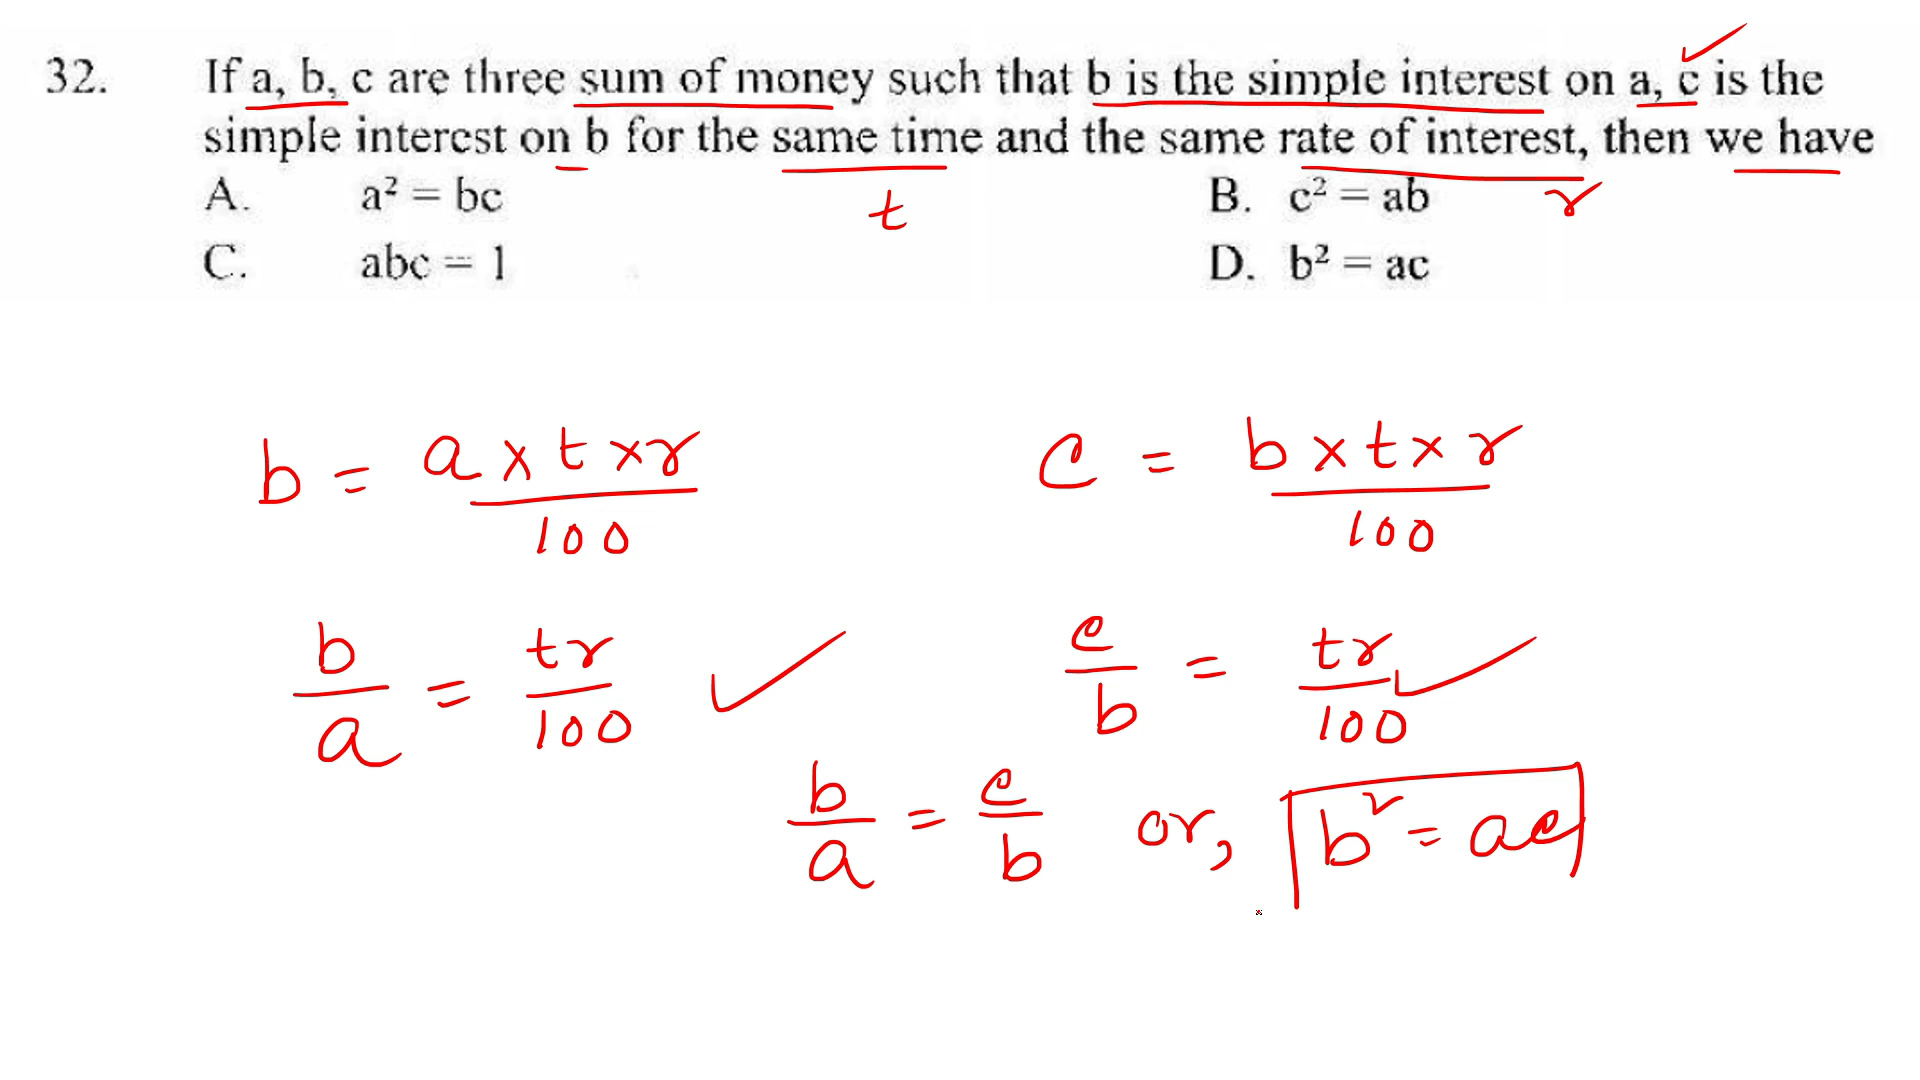 32. If a, b, c are three sum of money such that b is the simple interest on a, c is the
simple interest on b for the same time and the same rate of interest, then we have
A. a² = bc B. c² = ab
t r
C. abc = 1 D. b² = ac
b = a × t × r / 100 c = b × t × r / 100
b/a = tr/100 c/b = tr/100
b/a = c/b or, b² = ac